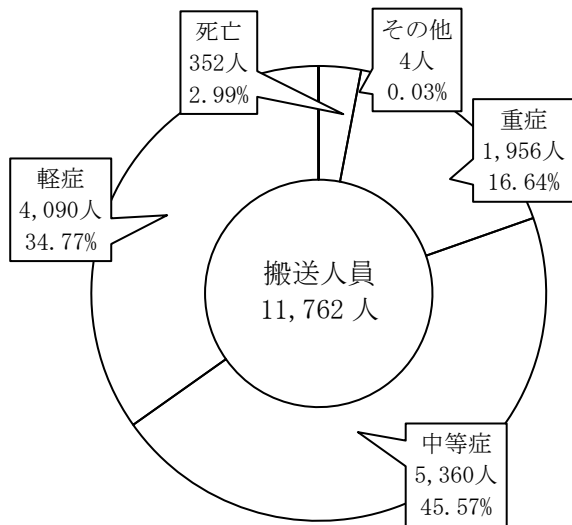 死亡
352人
2.99%
その他
4人
0.03%
重症
1,956人
16.64%
軽症
4,090人
34.77%
搬送人員
11,762 人
中等症
5,360人
45.57%